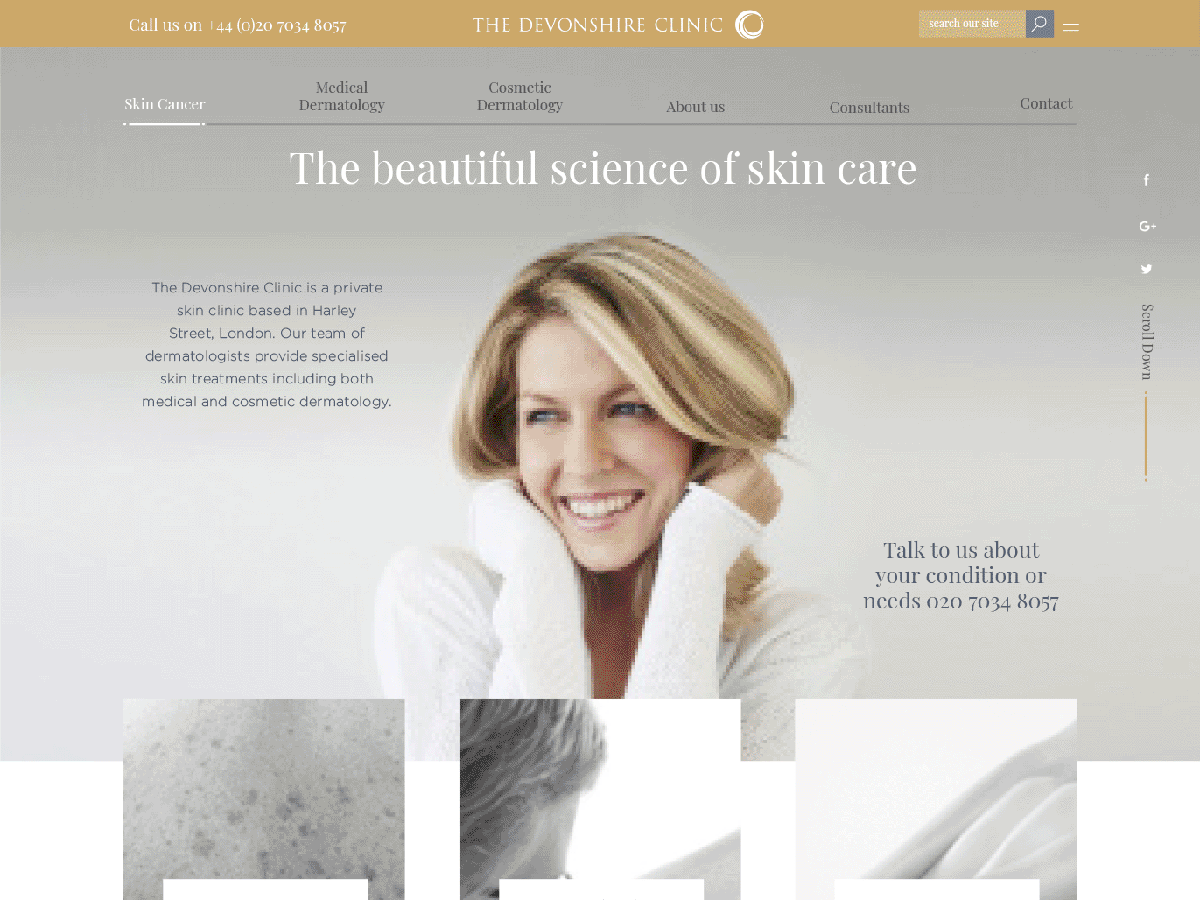 Call us on +44 (0)20 7034 8057
THE DEVONSHIRE CLINIC
search our site
Skin Cancer
Medical
Dermatology
Cosmetic
Dermatology
About us
Consultants
Contact
The beautiful science of skin care
f
G+
The Devonshire Clinic is a private
skin clinic based in Harley
Street, London. Our team of
dermatologists provide specialised
skin treatments including both
medical and cosmetic dermatology.
Scroll Down
Talk to us about
your condition or
needs 020 7034 8057